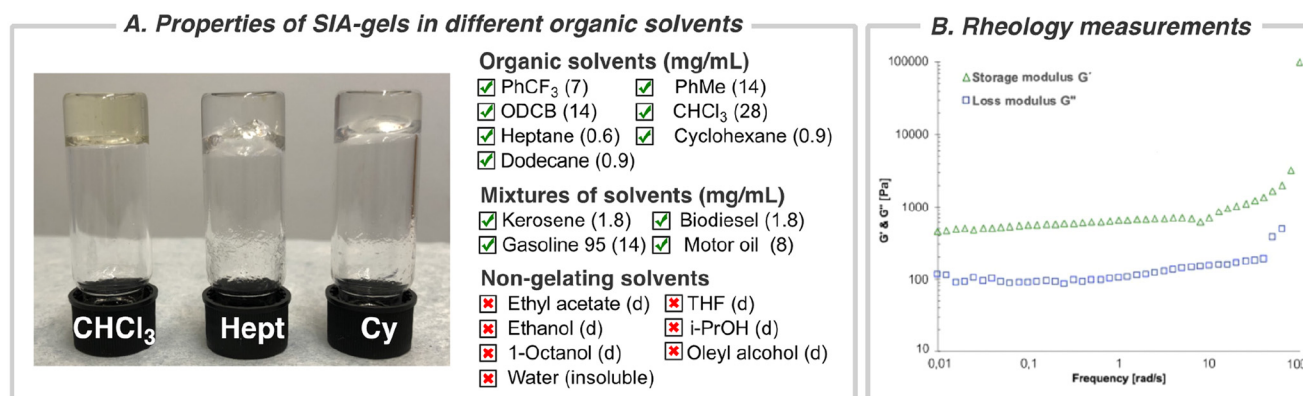 A. Properties of SIA-gels in different organic solvents
CHCl₃
Hept
Cy
Organic solvents (mg/mL)
PhCF₃ (7) PhMe (14)
ODCB (14) CHCl₃ (28)
Heptane (0.6) Cyclohexane (0.9)
Dodecane (0.9)
Mixtures of solvents (mg/mL)
Kerosene (1.8) Biodiesel (1.8)
Gasoline 95 (14) Motor oil (8)
Non-gelating solvents
Ethyl acetate (d) THF (d)
Ethanol (d) i-PrOH (d)
1-Octanol (d) Oleyl alcohol (d)
Water (insoluble)
B. Rheology measurements
Storage modulus G´
Loss modulus G"
G' & G" [Pa]
100000
10000
1000
100
10
0,01 0,1 1 10
Frequency [rad/s]